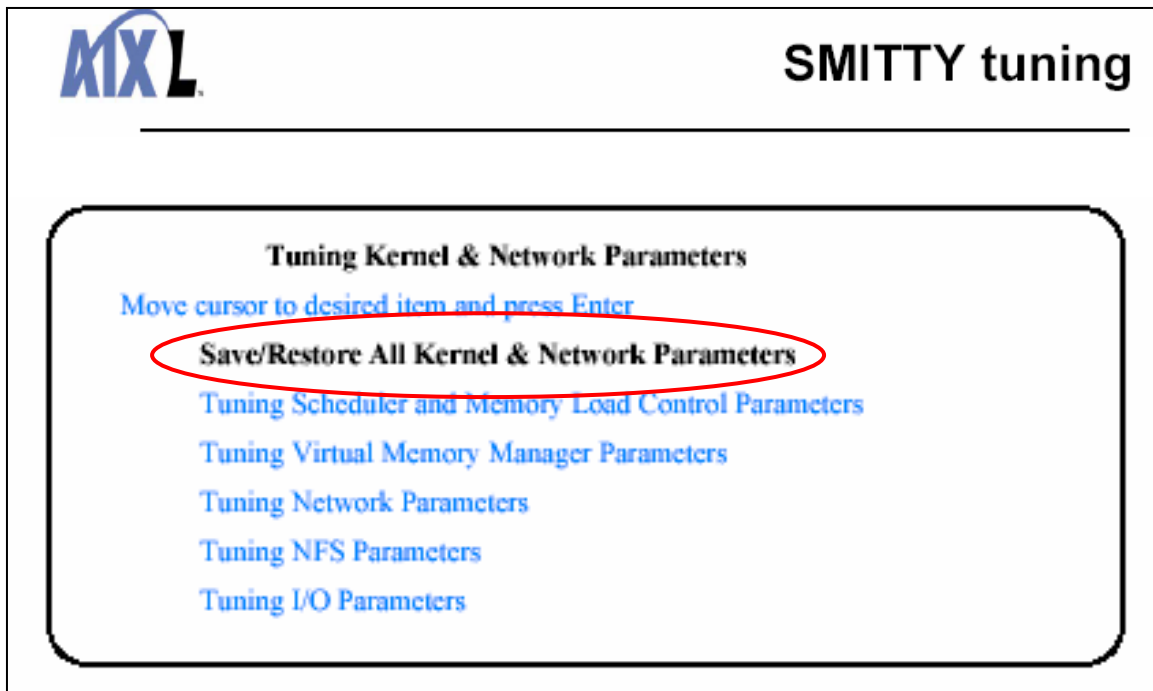 AIX L™
SMITTY tuning
Tuning Kernel & Network Parameters
Move cursor to desired item and press Enter
Save/Restore All Kernel & Network Parameters
Tuning Scheduler and Memory Load Control Parameters
Tuning Virtual Memory Manager Parameters
Tuning Network Parameters
Tuning NFS Parameters
Tuning I/O Parameters